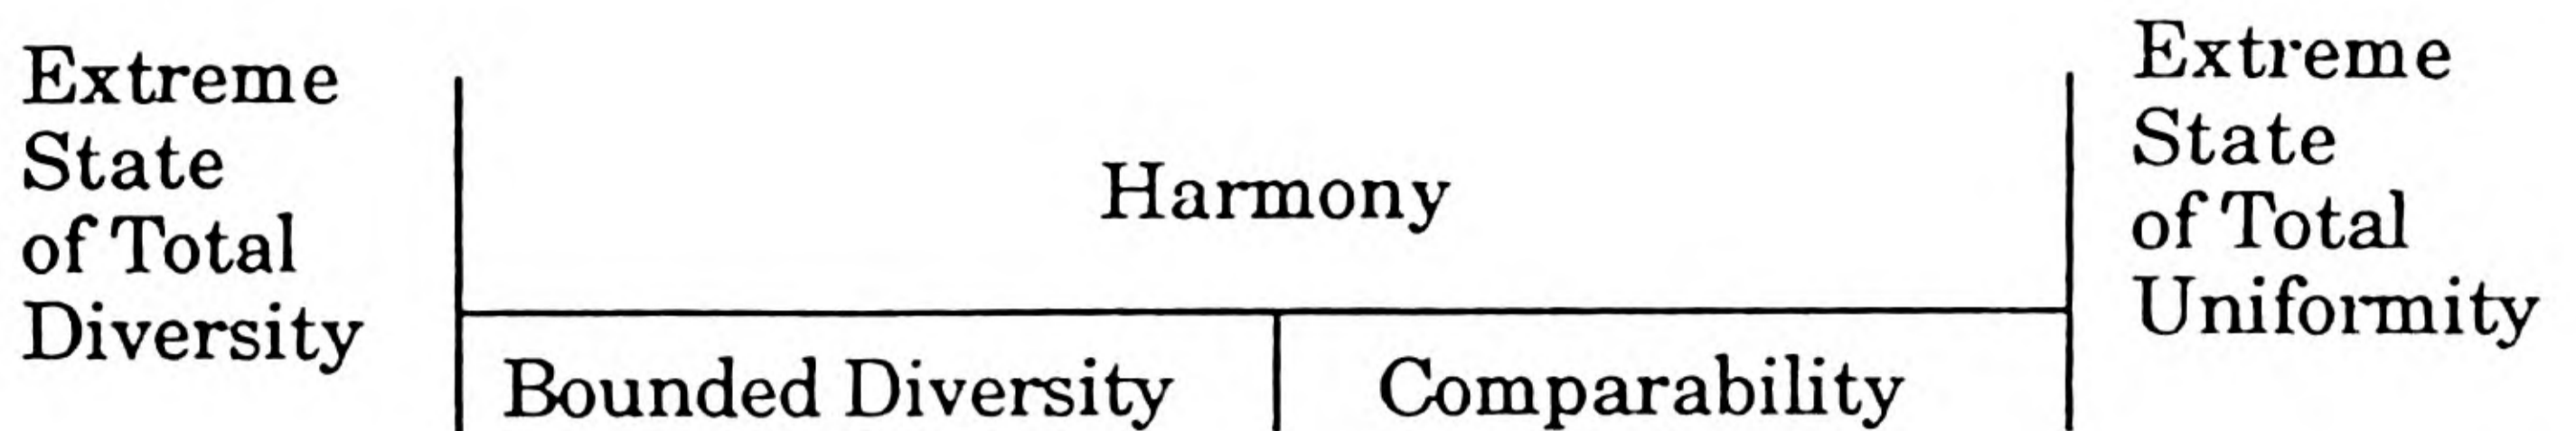 Extreme
State
of Total
Diversity
Harmony
Bounded Diversity
Comparability
Extreme
State
of Total
Uniformity